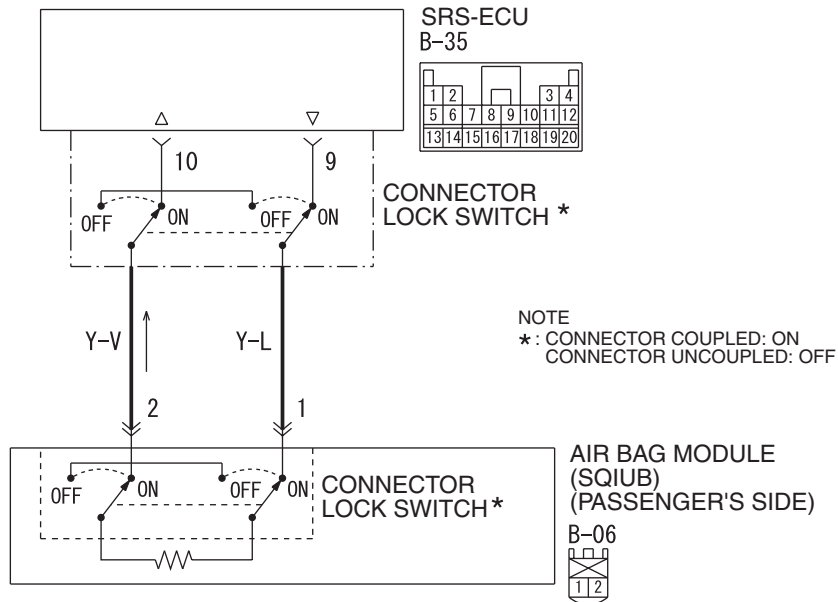 SRS-ECU
B-35
1 2 3 4
5 6 7 8 9 10 11 12
13 14 15 16 17 18 19 20
10 9
CONNECTOR
LOCK SWITCH *
OFF ON OFF ON
Y-V Y-L
NOTE
* : CONNECTOR COUPLED: ON
CONNECTOR UNCOUPLED: OFF
2 1
AIR BAG MODULE
(SQIUB)
(PASSENGER'S SIDE)
OFF ON OFF ON
CONNECTOR
LOCK SWITCH *
B-06
1 2